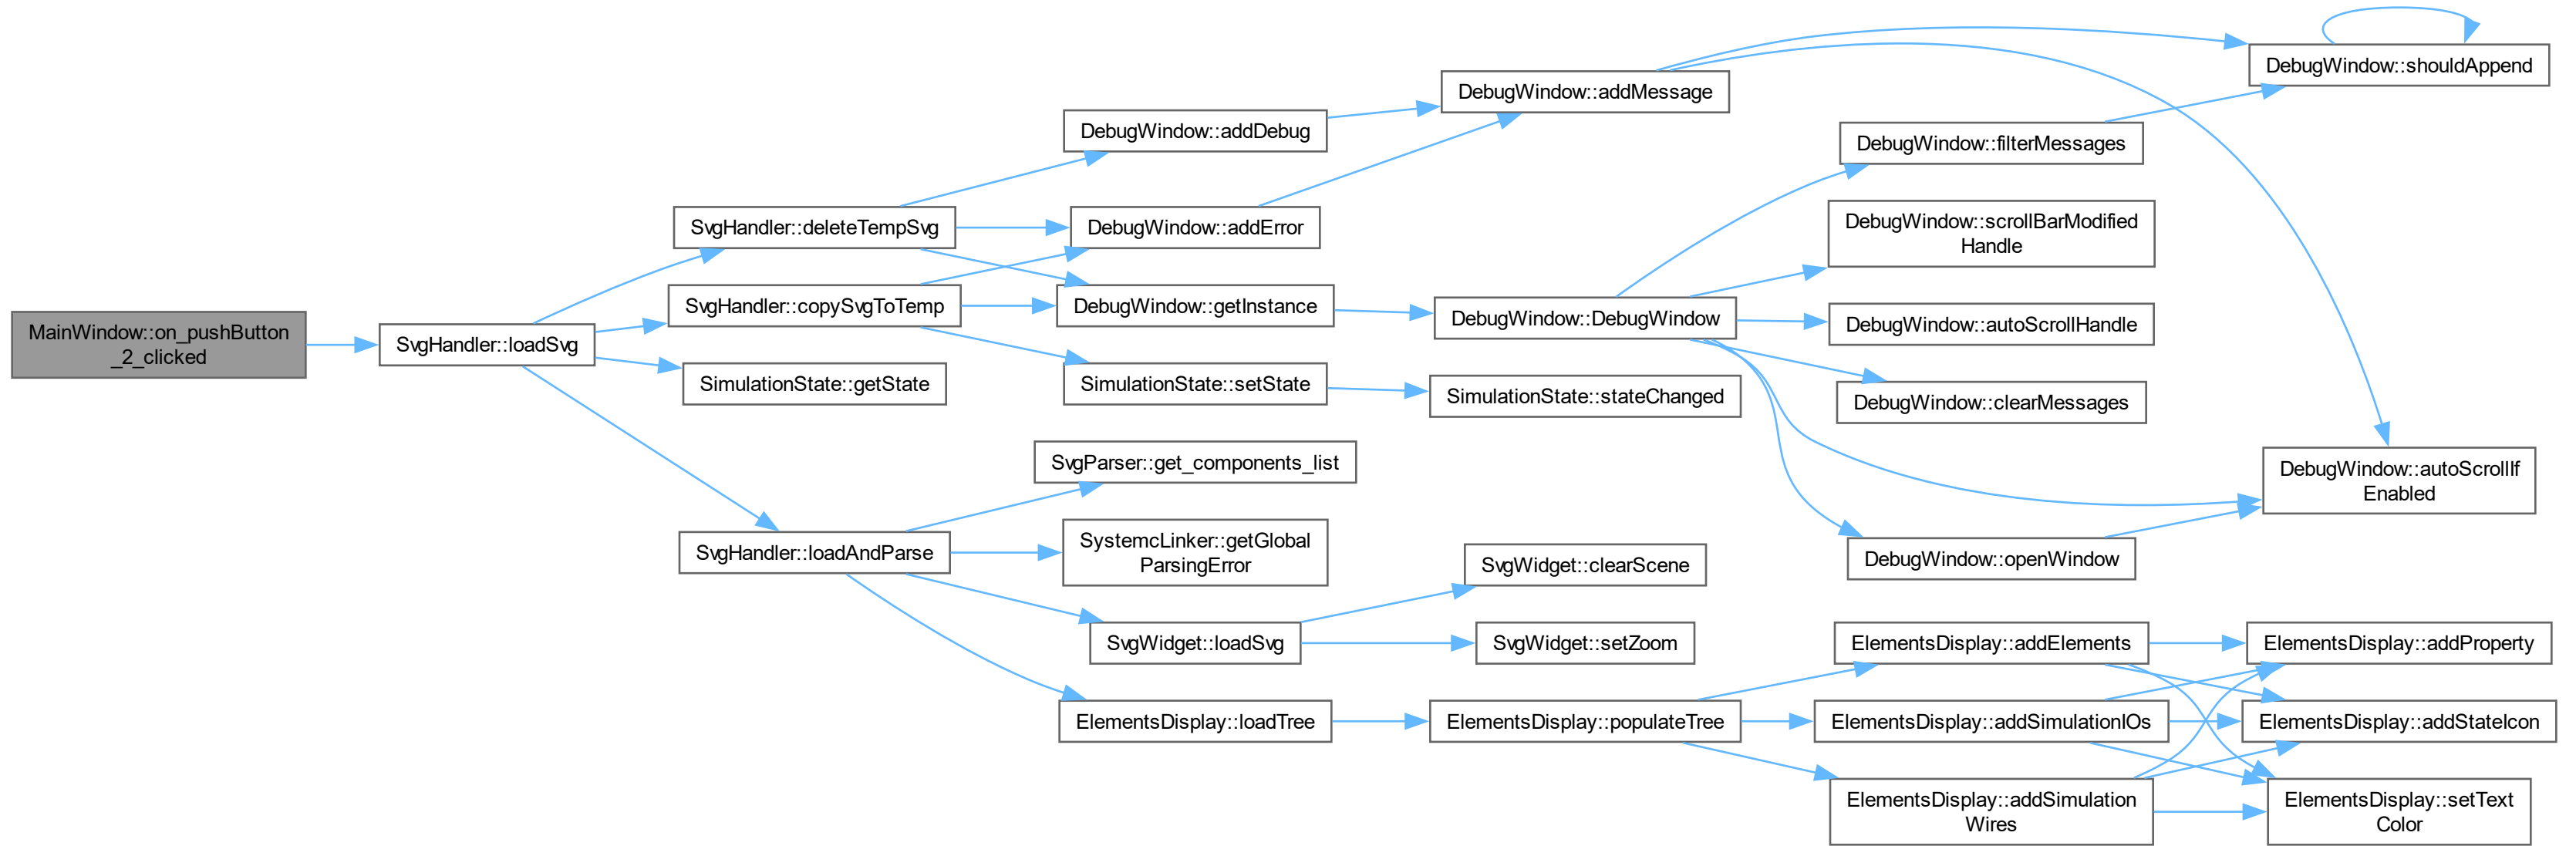 MainWindow::on_pushButton
_2_clicked
SvgHandler::loadSvg
SvgHandler::deleteTempSvg
SvgHandler::copySvgToTemp
SimulationState::getState
SvgHandler::loadAndParse
DebugWindow::addDebug
DebugWindow::addError
DebugWindow::getInstance
SimulationState::setState
SvgParser::get_components_list
SystemcLinker::getGlobal
ParsingError
SvgWidget::loadSvg
ElementsDisplay::loadTree
DebugWindow::addMessage
DebugWindow::DebugWindow
SimulationState::stateChanged
SvgWidget::clearScene
SvgWidget::setZoom
ElementsDisplay::populateTree
DebugWindow::filterMessages
DebugWindow::scrollBarModified
Handle
DebugWindow::autoScrollHandle
DebugWindow::clearMessages
DebugWindow::openWindow
ElementsDisplay::addElements
ElementsDisplay::addSimulationIOs
ElementsDisplay::addSimulation
Wires
DebugWindow::shouldAppend
DebugWindow::autoScrollIf
Enabled
ElementsDisplay::addProperty
ElementsDisplay::addStateIcon
ElementsDisplay::setText
Color